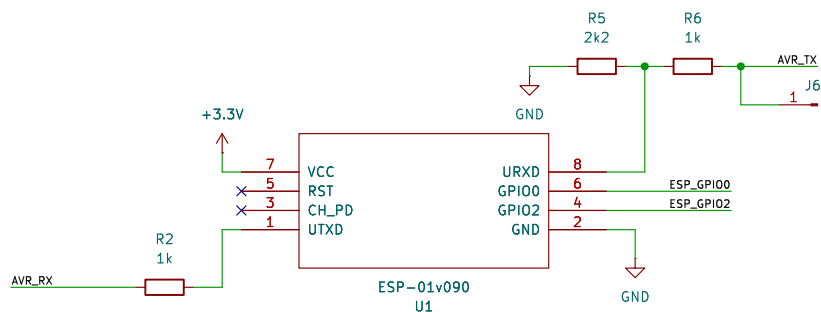 R5
2k2
R6
1k
AVR_TX
J6
1
GND
+3.3V
7
VCC
URXD
8
5
RST
GPIO0
6
ESP_GPIO0
3
CH_PD
GPIO2
4
ESP_GPIO2
1
UTXD
GND
2
R2
1k
AVR_RX
ESP-01v090
U1
GND